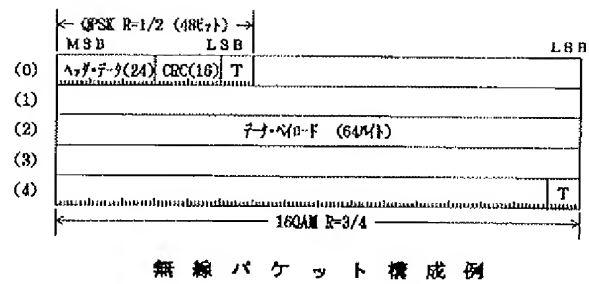 QPSK R=1/2 (48ビット)
MSB LSB LSB
(0) ヘッダ・データ(24) CRC(16) T
(1)
(2) データ・ペイロード (64バイト)
(3)
(4) T
16QAM R=3/4
無線パケット構成例